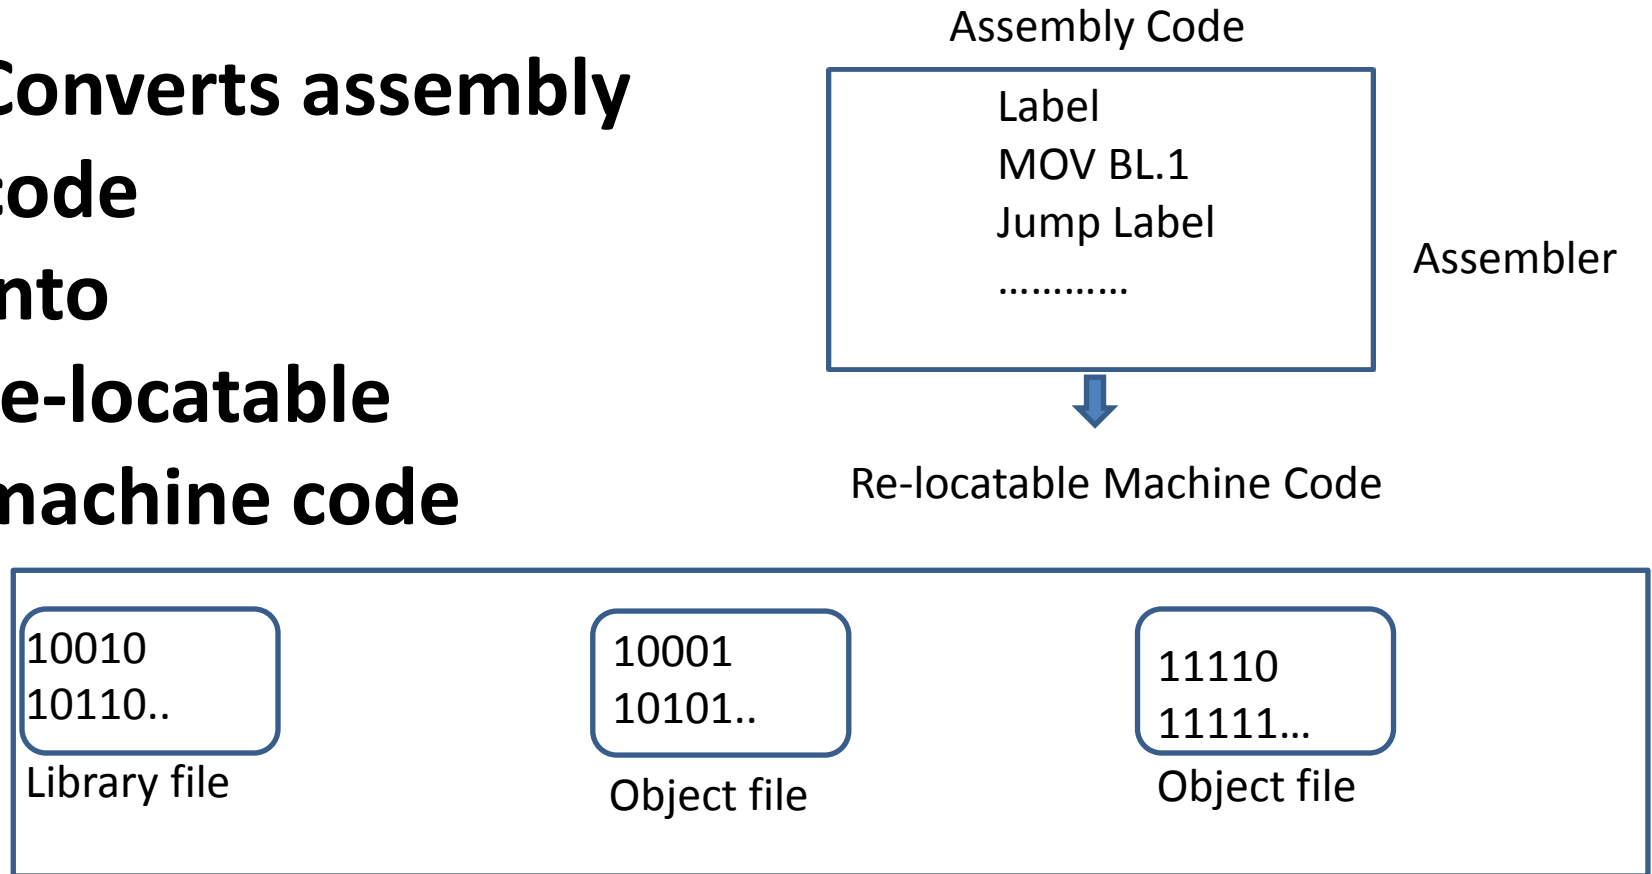 Converts assembly
code
into
re-locatable
machine code
Assembly Code
Label
MOV BL.1
Jump Label
…………
Assembler
Re-locatable Machine Code
10010
10110..
Library file
10001
10101..
Object file
11110
11111...
Object file